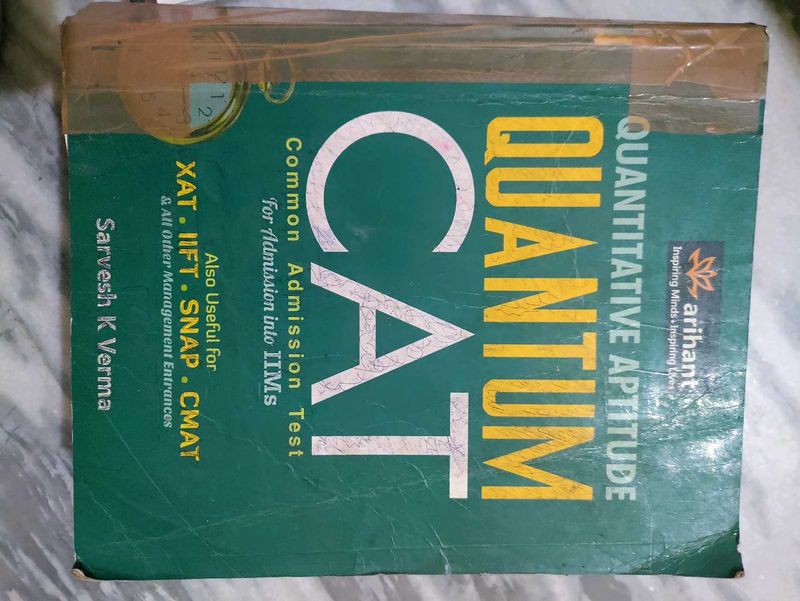 arihant
Inspiring Minds • Inspiring Lives
QUANTITATIVE APTITUDE
QUANTUM
CAT
Common Admission Test
For Admission into IIMs
Also Useful for
XAT . IIFT . SNAP . CMAT
& All Other Management Entrances
Sarvesh K Verma